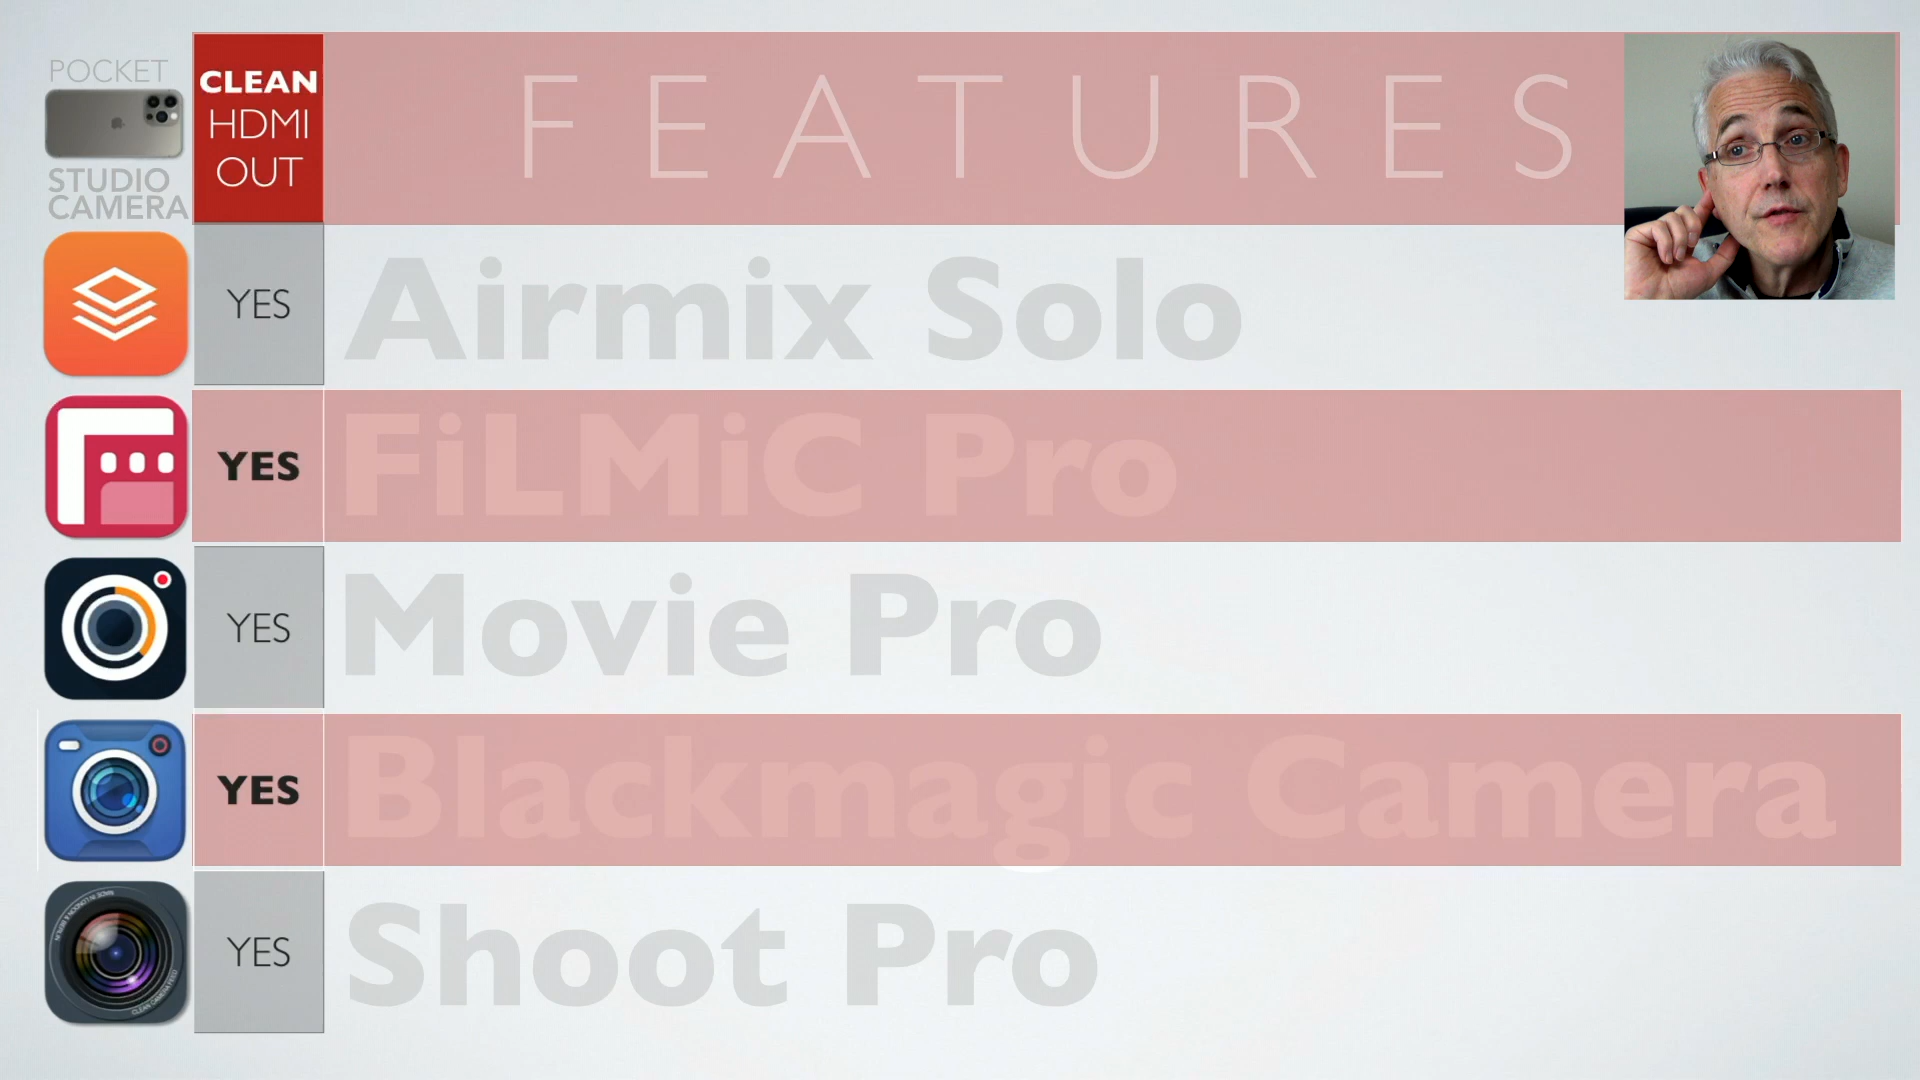 POCKET
STUDIO
CAMERA
CLEAN
HDMI
OUT
FEATURES
YES
Airmix Solo
YES
FiLMiC Pro
YES
Movie Pro
YES
Blackmagic Camera
YES
Shoot Pro